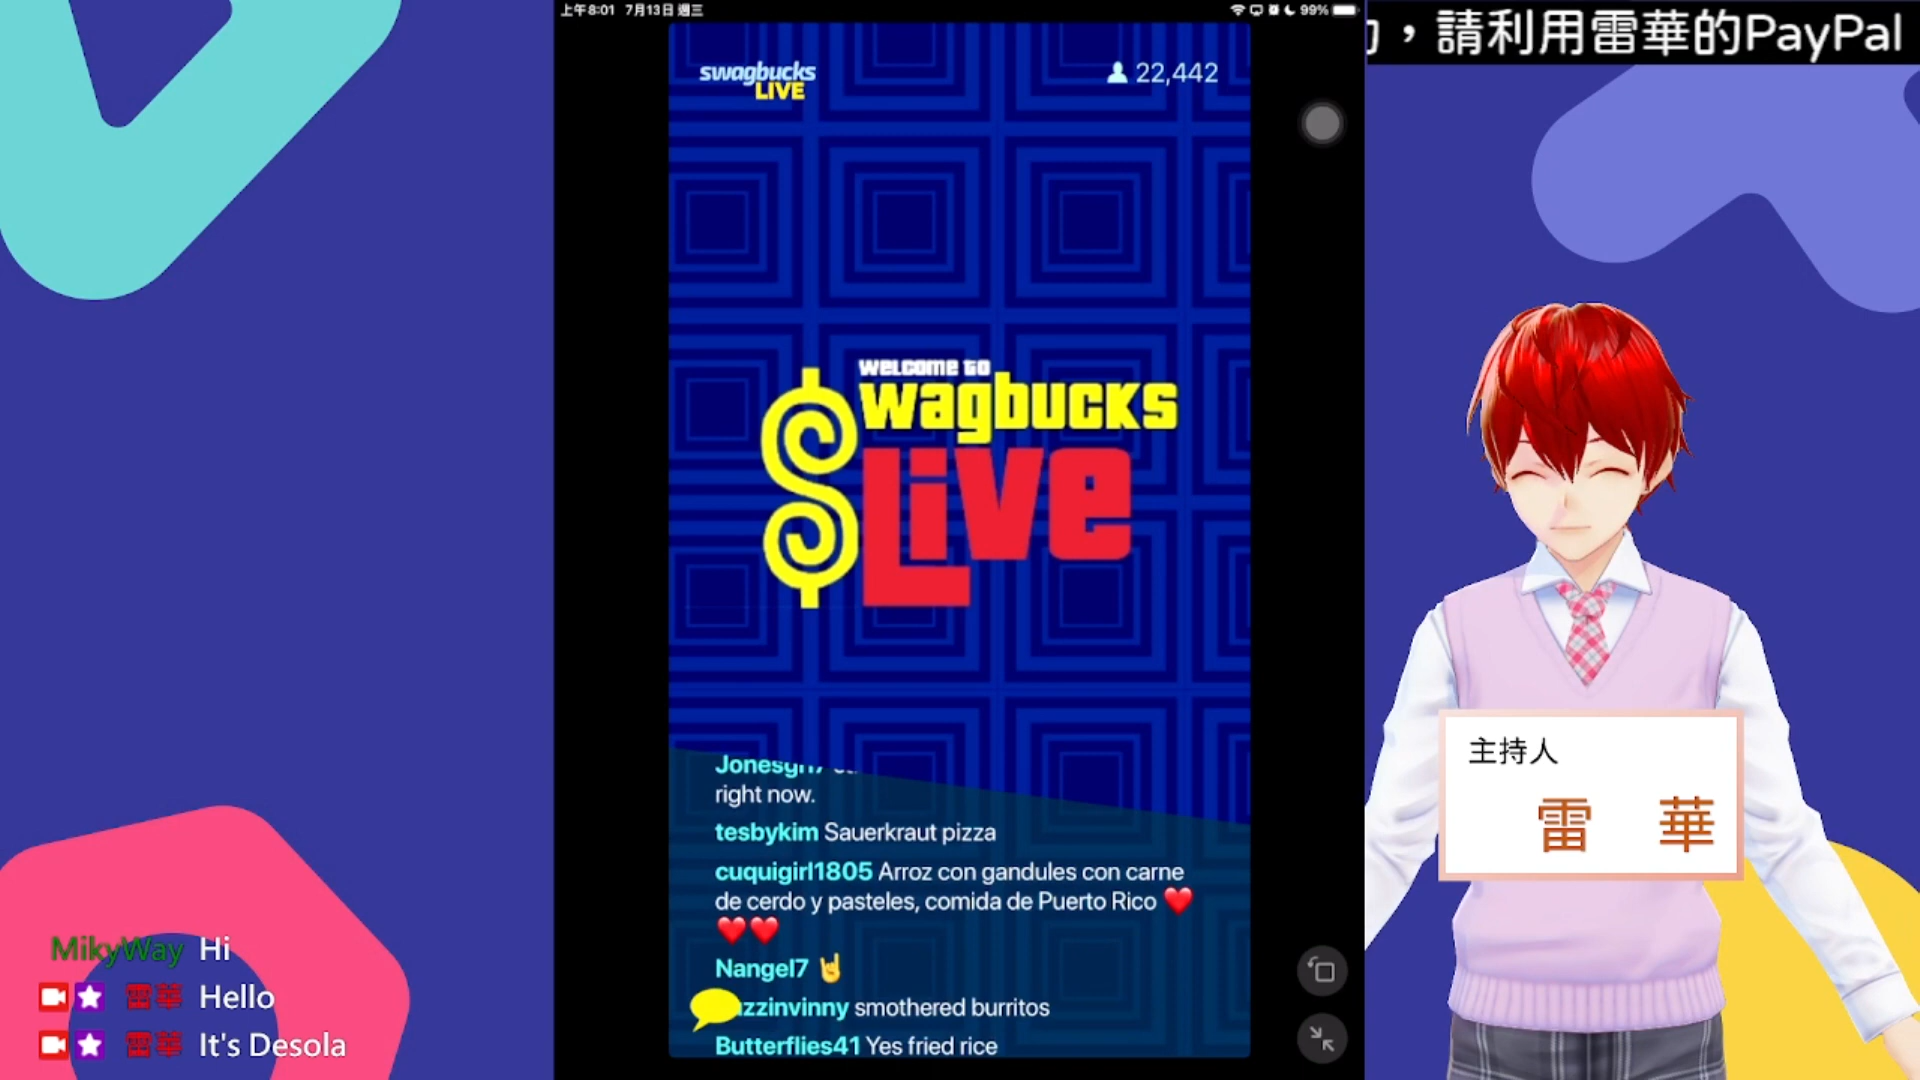 上午8:01 7月13日 週三
99%
，請利用雷華的PayPal
swagbucks
LIVE
22,442
WELCOME TO
$wagbucks
Live
right now.
tesbykim Sauerkraut pizza
cuquigirl1805 Arroz con gandules con carne
de cerdo y pasteles, comida de Puerto Rico ❤️
❤️❤️
Nangel7 🤘
zzinvinny smothered burritos
Butterflies41 Yes fried rice
主持人
雷 華
MikyWay Hi
雷華 Hello
雷華 It's Desola